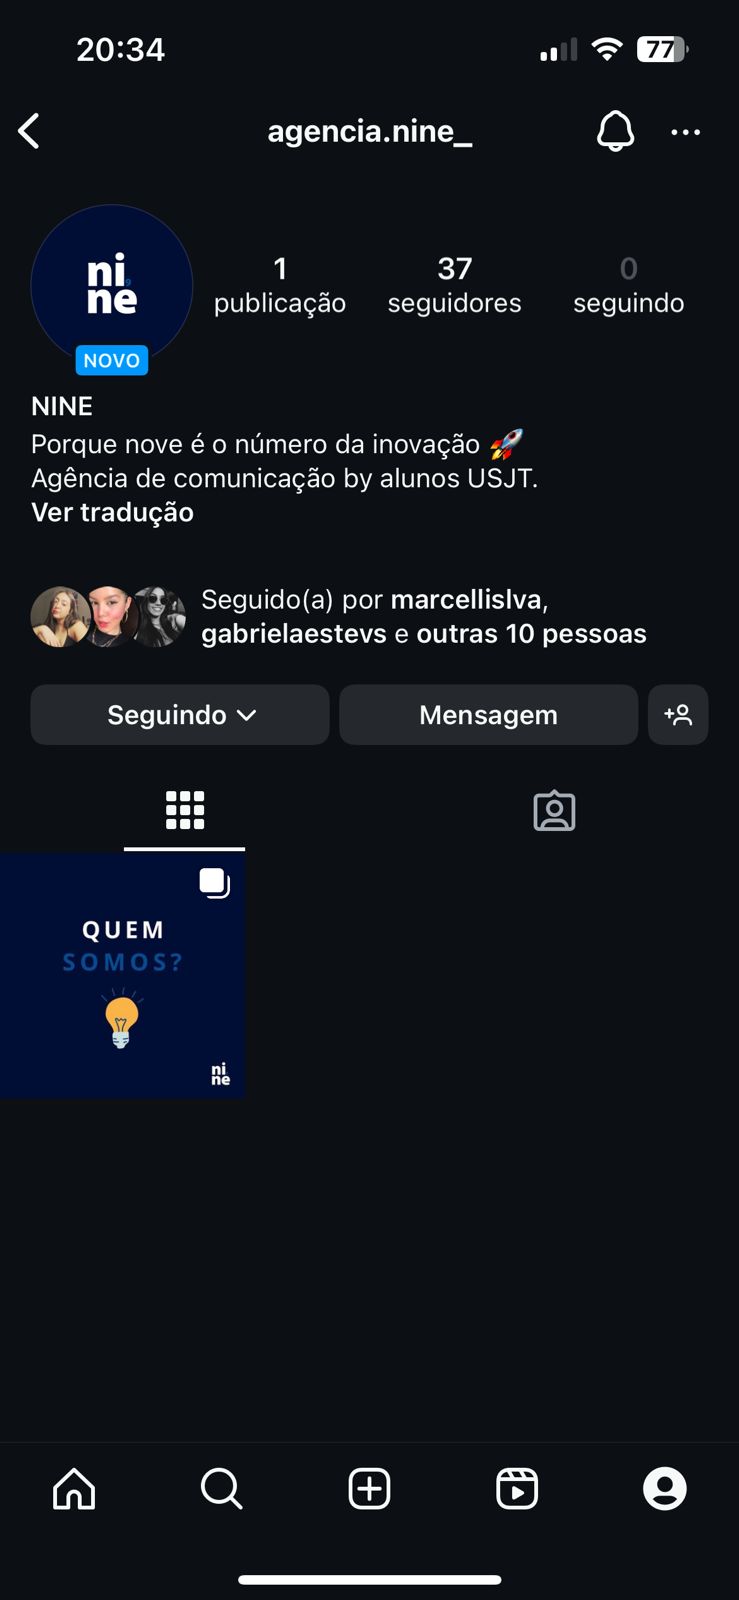 20:34
77
agencia.nine_
ni
ne
9
NOVO
1
publicação
37
seguidores
0
seguindo
NINE
Porque nove é o número da inovação 🚀
Agência de comunicação by alunos USJT.
Ver tradução
Seguido(a) por marcellislva,
gabrielaestevs e outras 10 pessoas
Seguindo
Mensagem
QUEM
SOMOS?
ni
ne